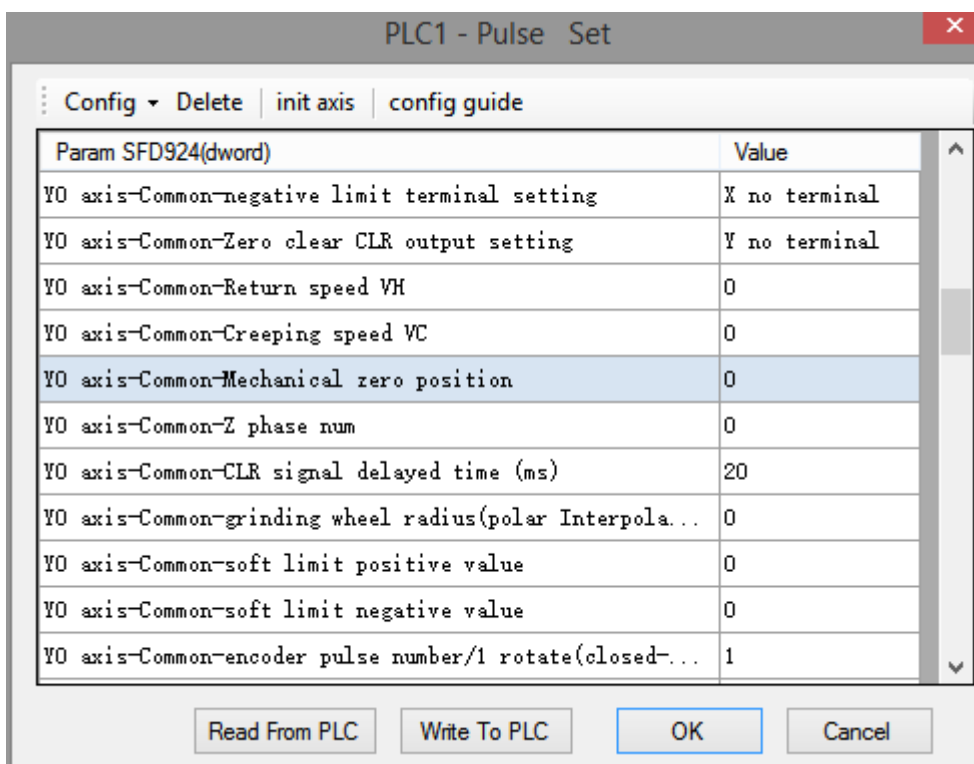 PLC1 - Pulse Set
Config Delete init axis config guide
Param SFD924(dword) Value
Y0 axis-Common-negative limit terminal setting X no terminal
Y0 axis-Common-Zero clear CLR output setting Y no terminal
Y0 axis-Common-Return speed VH 0
Y0 axis-Common-Creeping speed VC 0
Y0 axis-Common-Mechanical zero position 0
Y0 axis-Common-Z phase num 0
Y0 axis-Common-CLR signal delayed time (ms) 20
Y0 axis-Common-grinding wheel radius(polar Interpola... 0
Y0 axis-Common-soft limit positive value 0
Y0 axis-Common-soft limit negative value 0
Y0 axis-Common-encoder pulse number/1 rotate(closed-... 1
Read From PLC Write To PLC OK Cancel